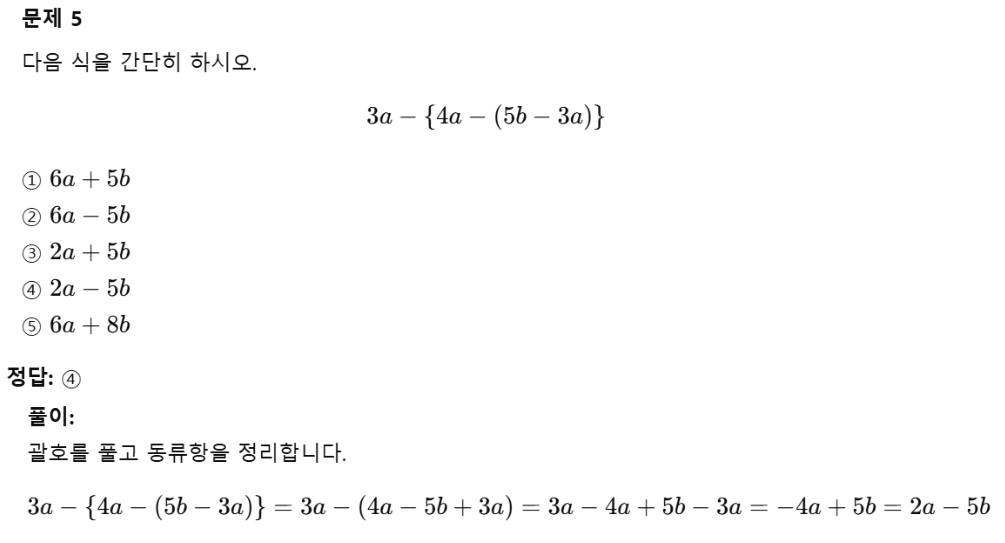 문제 5
다음 식을 간단히 하시오.
3a − {4a − (5b − 3a)}
① 6a + 5b
② 6a − 5b
③ 2a + 5b
④ 2a − 5b
⑤ 6a + 8b
정답: ④
풀이:
괄호를 풀고 동류항을 정리합니다.
3a − {4a − (5b − 3a)} = 3a − (4a − 5b + 3a) = 3a − 4a + 5b − 3a = −4a + 5b = 2a − 5b